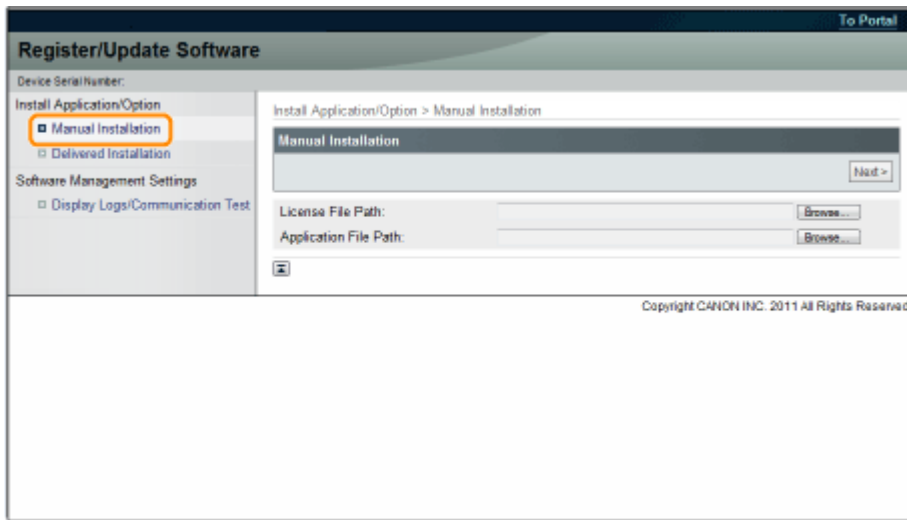 To Portal
Register/Update Software
Device Serial Number:
Install Application/Option
Manual Installation
Delivered Installation
Software Management Settings
Display Logs/Communication Test
Install Application/Option > Manual Installation
Manual Installation
Next >
License File Path:
Browse...
Application File Path:
Browse...
Copyright CANON INC. 2011 All Rights Reserved